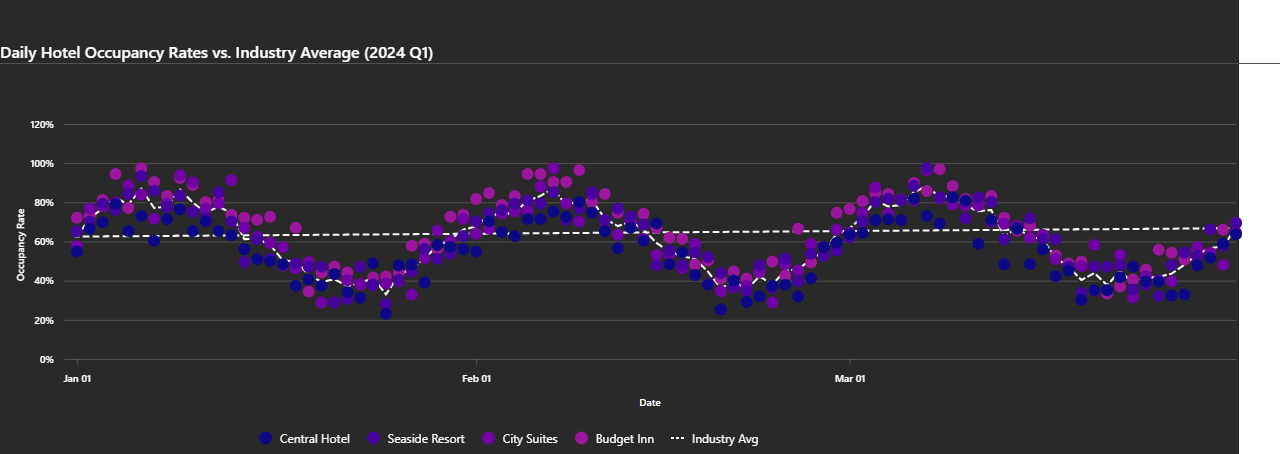 Daily Hotel Occupancy Rates vs. Industry Average (2024 Q1)
120%
100%
80%
60%
40%
20%
0%
Occupancy Rate
Jan 01
Feb 01
Mar 01
Date
Central Hotel
Seaside Resort
City Suites
Budget Inn
Industry Avg